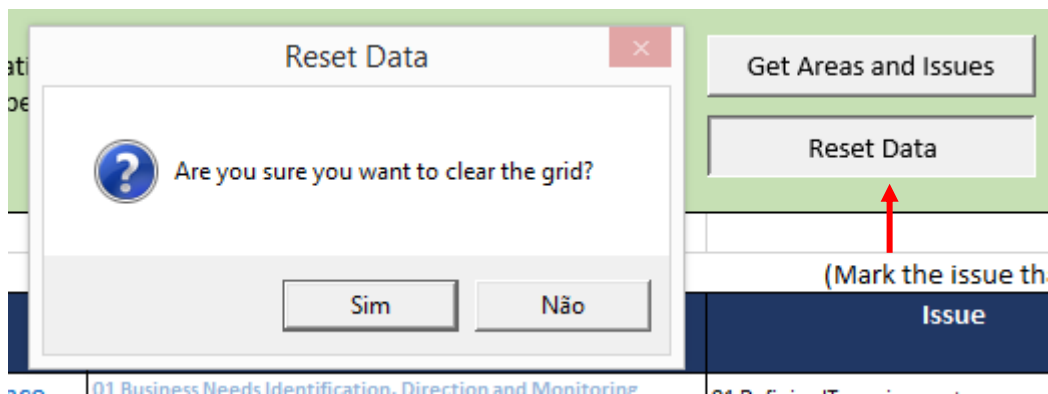 Reset Data
Get Areas and Issues
Are you sure you want to clear the grid?
Reset Data
Sim
Não
(Mark the issue
Issue
01 Business Needs Identification, Direction and Monitoring